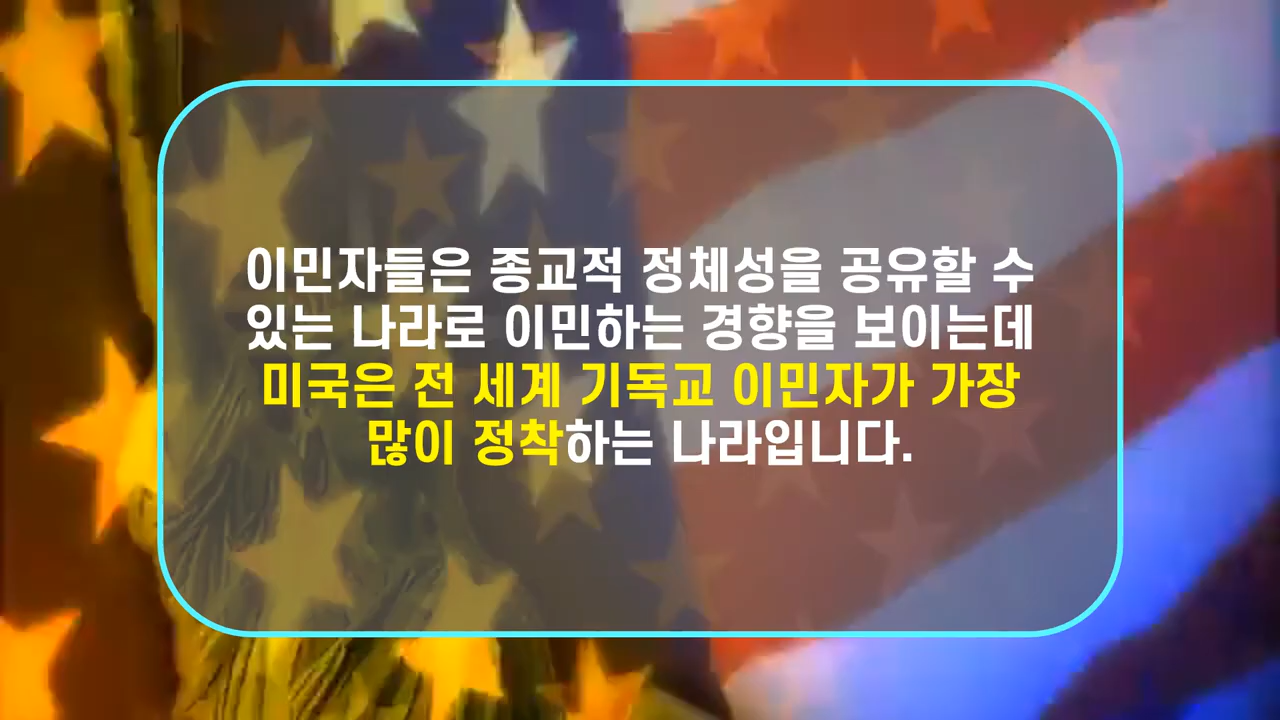 이민자들은 종교적 정체성을 공유할 수
있는 나라로 이민하는 경향을 보이는데
미국은 전 세계 기독교 이민자가 가장
많이 정착하는 나라입니다.